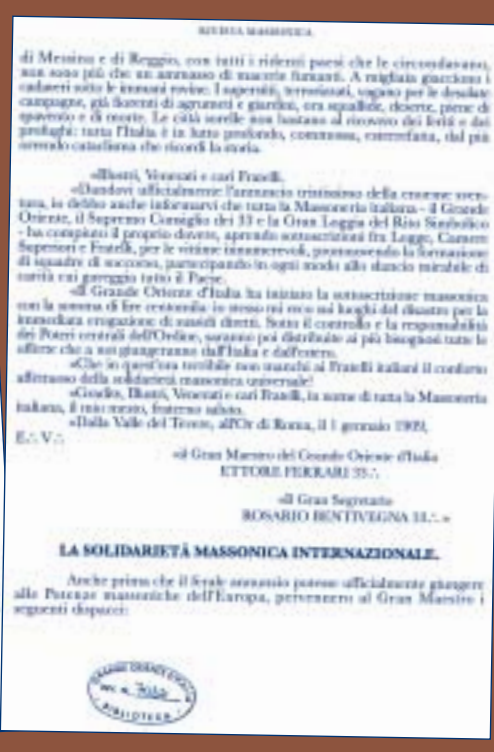 RIVISTA MASSONICA
di Messina e di Reggio, con tutti i ridenti paesi che le circondavano,
non sono più che un ammasso di macerie fumanti. A migliaia giacciono i
cadaveri sotto le immani rovine. I superstiti, terrorizzati, vagano per le desolate
campagne, già fiorenti di agrumeti e giardini, ora squallide, deserte, piene di
spavento e di morte. Le città sorelle non bastano al ricovero dei feriti e dei
profughi: tutta l'Italia è in lutto profondo, commossa, esterrefatta, dal più
orrendo cataclisma che ricordi la storia.
«Illustri, Venerati e cari Fratelli,
«Dandovi ufficialmente l'annuncio tristissimo della enorme sven-
tura, io debbo anche informarvi che tutta la Massoneria italiana - il Grande
Oriente, il Supremo Consiglio dei 33 e la Gran Loggia del Rito Simbolico
- ha compiuto il proprio dovere, aprendo sottoscrizioni fra Logge, Camere
Superiori e Fratelli, per le vittime innumerevoli, promuovendo la formazione
di squadre di soccorso, partecipando in ogni modo allo slancio mirabile di
carità cui gareggia tutto il Paese.
«Il Grande Oriente d'Italia ha iniziato la sottoscrizione massonica
con la somma di lire centomila: io stesso mi reco sui luoghi del disastro per la
immediata erogazione di sussidi diretti. Sotto il controllo e la responsabilità
dei Poteri centrali dell'Ordine, saranno poi distribuite ai più bisognosi tutte le
offerte che a noi giungeranno dall'Italia e dall'estero.
«Che in quest'ora terribile non manchi ai Fratelli italiani il conforto
affettuoso della solidarietà massonica universale!
«Gradite, Illustri, Venerati e cari Fratelli, in nome di tutta la Massoneria
italiana, il mio mesto, fraterno saluto.
«Dalla Valle del Tevere, all'Or di Roma, il 1 gennaio 1909,
E∴ V∴
«il Gran Maestro del Grande Oriente d'Italia
ETTORE FERRARI 33∴
«Il Gran Segretario
ROSARIO BENTIVEGNA 33∴ »
LA SOLIDARIETÀ MASSONICA INTERNAZIONALE.
Anche prima che il ferale annunzio potesse ufficialmente giungere
alle Potenze massoniche dell'Europa, pervennero al Gran Maestro i
seguenti dispacci:
GRANDE ORIENTE D'ITALIA
BIBLIOTECA